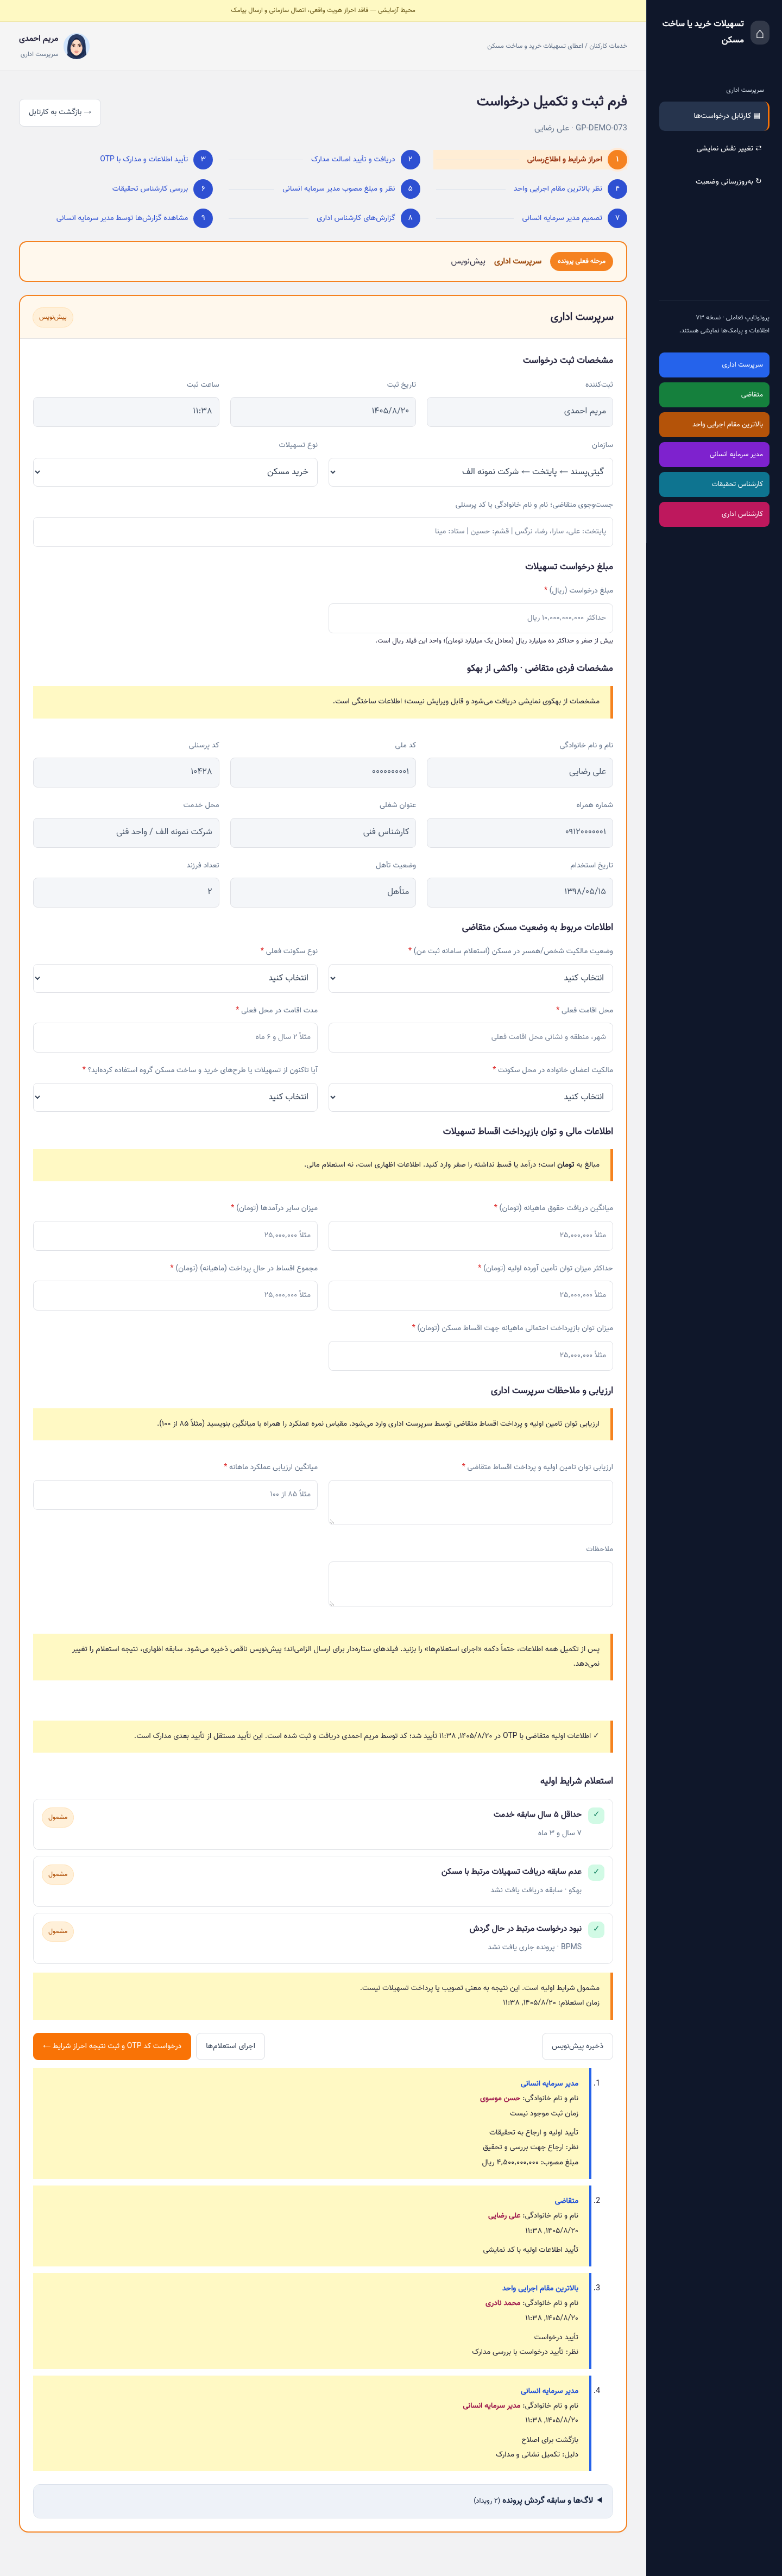 محیط آزمایشی — فاقد احراز هویت واقعی، اتصال سازمانی و ارسال پیامک
تسهیلات خرید یا ساخت
مسکن
سرپرست اداری
کارتابل درخواست‌ها
تغییر نقش نمایشی
به‌روزرسانی وضعیت
پروتوتایپ تعاملی · نسخه ۷۳
اطلاعات و پیامک‌ها نمایشی هستند.
سرپرست اداری
متقاضی
بالاترین مقام اجرایی واحد
مدیر سرمایه انسانی
کارشناس تحقیقات
کارشناس اداری
خدمات کارکنان / اعطای تسهیلات خرید و ساخت مسکن
مریم احمدی
سرپرست اداری
فرم ثبت و تکمیل درخواست
GP-DEMO-073 · علی رضایی
→ بازگشت به کارتابل
۱ احراز شرایط و اطلاع‌رسانی
۲ دریافت و تأیید اصالت مدارک
۳ تأیید اطلاعات و مدارک با OTP
۴ نظر بالاترین مقام اجرایی واحد
۵ نظر و مبلغ مصوب مدیر سرمایه انسانی
۶ بررسی کارشناس تحقیقات
۷ تصمیم مدیر سرمایه انسانی
۸ گزارش‌های کارشناس اداری
۹ مشاهده گزارش‌ها توسط مدیر سرمایه انسانی
مرحله فعلی پرونده سرپرست اداری پیش‌نویس
سرپرست اداری
پیش‌نویس
مشخصات ثبت درخواست
ثبت‌کننده
تاریخ ثبت
ساعت ثبت
مریم احمدی
۱۴۰۵/۸/۲۰
۱۱:۳۸
سازمان
نوع تسهیلات
گیتی‌پسند ← پایتخت ← شرکت نمونه الف
خرید مسکن
جست‌وجوی متقاضی؛ نام و نام خانوادگی یا کد پرسنلی
پایتخت: علی، سارا، رضا، نرگس | قشم: حسین | ستاد: مینا
مبلغ درخواست تسهیلات
مبلغ درخواست (ریال) *
حداکثر ۱۰,۰۰۰,۰۰۰,۰۰۰ ریال
بیش از صفر و حداکثر ده میلیارد ریال (معادل یک میلیارد تومان)؛ واحد این فیلد ریال است.
مشخصات فردی متقاضی · واکشی از بهکو
مشخصات از بهکوی نمایشی دریافت می‌شود و قابل ویرایش نیست؛ اطلاعات ساختگی است.
نام و نام خانوادگی
کد ملی
کد پرسنلی
علی رضایی
۰۰۰۰۰۰۰۰۰۱
۱۰۴۲۸
شماره همراه
عنوان شغلی
محل خدمت
۰۹۱۲۰۰۰۰۰۰۱
کارشناس فنی
شرکت نمونه الف / واحد فنی
تاریخ استخدام
وضعیت تأهل
تعداد فرزند
۱۳۹۸/۰۵/۱۵
متأهل
۲
اطلاعات مربوط به وضعیت مسکن متقاضی
وضعیت مالکیت شخص/همسر در مسکن (استعلام سامانه ثبت من) *
نوع سکونت فعلی *
انتخاب کنید
انتخاب کنید
محل اقامت فعلی *
مدت اقامت در محل فعلی *
شهر، منطقه و نشانی محل اقامت فعلی
مثلاً ۲ سال و ۶ ماه
مالکیت اعضای خانواده در محل سکونت *
آیا تاکنون از تسهیلات یا طرح‌های خرید و ساخت مسکن گروه استفاده کرده‌اید؟ *
انتخاب کنید
انتخاب کنید
اطلاعات مالی و توان بازپرداخت اقساط تسهیلات
مبالغ به تومان است؛ درآمد یا قسط نداشته را صفر وارد کنید. اطلاعات اظهاری است، نه استعلام مالی.
میانگین دریافت حقوق ماهیانه (تومان) *
میزان سایر درآمدها (تومان) *
مثلاً ۲۵,۰۰۰,۰۰۰
مثلاً ۲۵,۰۰۰,۰۰۰
حداکثر میزان توان تأمین آورده اولیه (تومان) *
مجموع اقساط در حال پرداخت (ماهیانه) (تومان) *
مثلاً ۲۵,۰۰۰,۰۰۰
مثلاً ۲۵,۰۰۰,۰۰۰
میزان توان بازپرداخت احتمالی ماهیانه جهت اقساط مسکن (تومان) *
مثلاً ۲۵,۰۰۰,۰۰۰
ارزیابی و ملاحظات سرپرست اداری
ارزیابی توان تامین اولیه و پرداخت اقساط متقاضی توسط سرپرست اداری وارد می‌شود. مقیاس نمره عملکرد را همراه با میانگین بنویسید (مثلاً ۸۵ از ۱۰۰).
ارزیابی توان تامین اولیه و پرداخت اقساط متقاضی *
میانگین ارزیابی عملکرد ماهانه *
مثلاً ۸۵ از ۱۰۰
ملاحظات
پس از تکمیل همه اطلاعات، حتماً دکمه «اجرای استعلام‌ها» را بزنید. فیلدهای ستاره‌دار برای ارسال الزامی‌اند؛ پیش‌نویس ناقص ذخیره می‌شود. سابقه اظهاری، نتیجه استعلام را تغییر
نمی‌دهد.
✓ اطلاعات اولیه متقاضی با OTP در ۱۴۰۵/۸/۲۰, ۱۱:۳۸ تأیید شد؛ کد توسط مریم احمدی دریافت و ثبت شده است. این تأیید مستقل از تأیید بعدی مدارک است.
استعلام شرایط اولیه
✓ حداقل ۵ سال سابقه خدمت
مشمول
۷ سال و ۳ ماه
✓ عدم سابقه دریافت تسهیلات مرتبط با مسکن
مشمول
بهکو · سابقه دریافت یافت نشد
✓ نبود درخواست مرتبط در حال گردش
مشمول
BPMS · پرونده جاری یافت نشد
مشمول شرایط اولیه است. این نتیجه به معنی تصویب یا پرداخت تسهیلات نیست.
زمان استعلام: ۱۴۰۵/۸/۲۰, ۱۱:۳۸
ذخیره پیش‌نویس
اجرای استعلام‌ها
درخواست کد OTP و ثبت نتیجه احراز شرایط ←
1. مدیر سرمایه انسانی
نام و نام خانوادگی: حسن موسوی
زمان ثبت موجود نیست
تأیید اولیه و ارجاع به تحقیقات
نظر: ارجاع جهت بررسی و تحقیق
مبلغ مصوب: ۴,۵۰۰,۰۰۰,۰۰۰ ریال
2. متقاضی
نام و نام خانوادگی: علی رضایی
۱۴۰۵/۸/۲۰, ۱۱:۳۸
تأیید اطلاعات اولیه با کد نمایشی
3. بالاترین مقام اجرایی واحد
نام و نام خانوادگی: محمد نادری
۱۴۰۵/۸/۲۰, ۱۱:۳۸
تأیید درخواست
نظر: تأیید درخواست با بررسی مدارک
4. مدیر سرمایه انسانی
نام و نام خانوادگی: مدیر سرمایه انسانی
۱۴۰۵/۸/۲۰, ۱۱:۳۸
بازگشت برای اصلاح
دلیل: تکمیل نشانی و مدارک
لاگ‌ها و سابقه گردش پرونده (۲ رویداد)